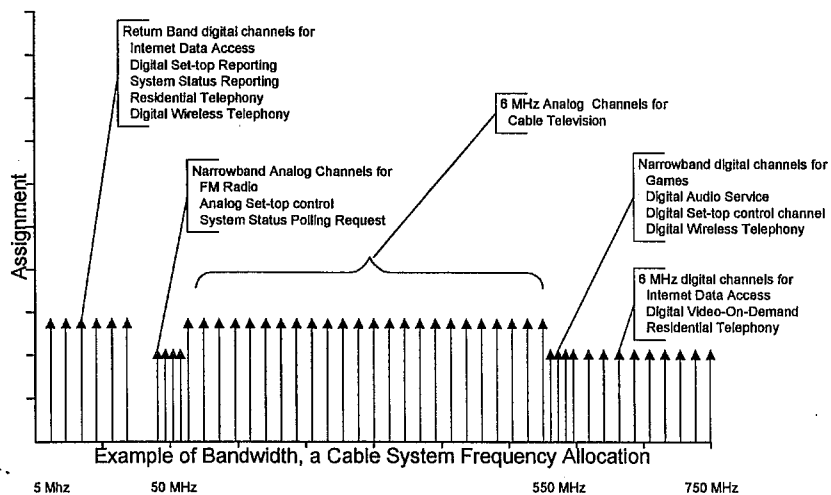 Return Band digital channels for
Internet Data Access
Digital Set-top Reporting
System Status Reporting
Residential Telephony
Digital Wireless Telephony
6 MHz Analog Channels for
Cable Television
Narrowband Analog Channels for
FM Radio
Analog Set-top control
System Status Polling Request
Narrowband digital channels for
Games
Digital Audio Service
Digital Set-top control channel
Digital Wireless Telephony
6 MHz digital channels for
Internet Data Access
Digital Video-On-Demand
Residential Telephony
Assignment
Example of Bandwidth, a Cable System Frequency Allocation
5 Mhz 50 MHz 550 MHz 750 MHz